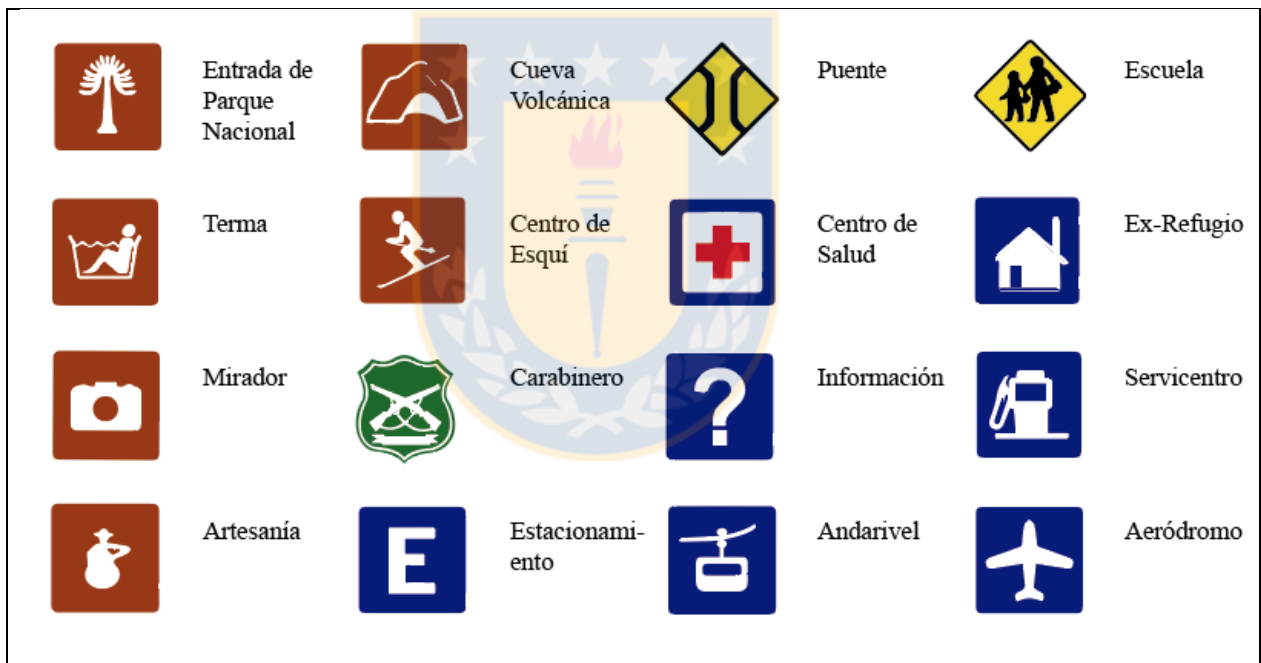 Entrada de
Parque
Nacional
Cueva
Volcánica
Puente
Escuela
Terma
Centro de
Esquí
Centro de
Salud
Ex-Refugio
Mirador
Carabinero
?
Información
Servicentro
Artesanía
E
Estacionami-
ento
Andarivel
Aeródromo